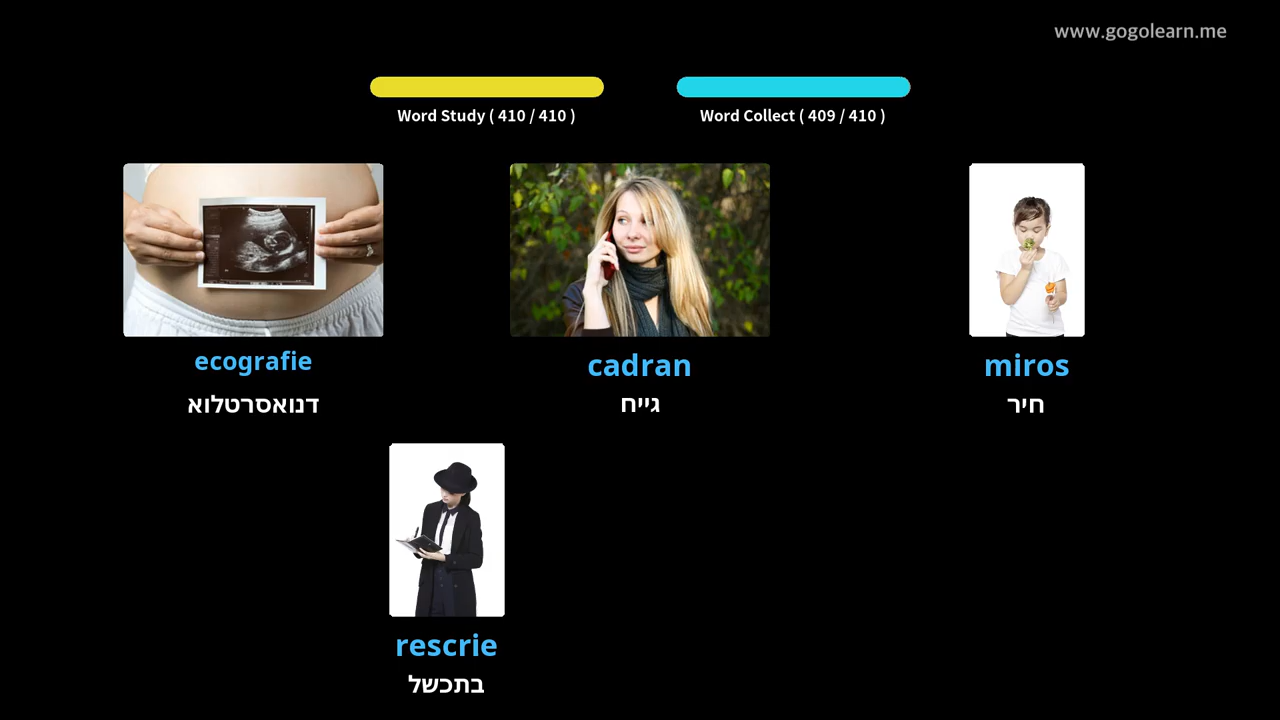 www.gogolearn.me
Word Study ( 410 / 410 )
Word Collect ( 409 / 410 )
ecografie
דנואסרטלוא
cadran
גייח
miros
חיר
rescrie
בתכשל